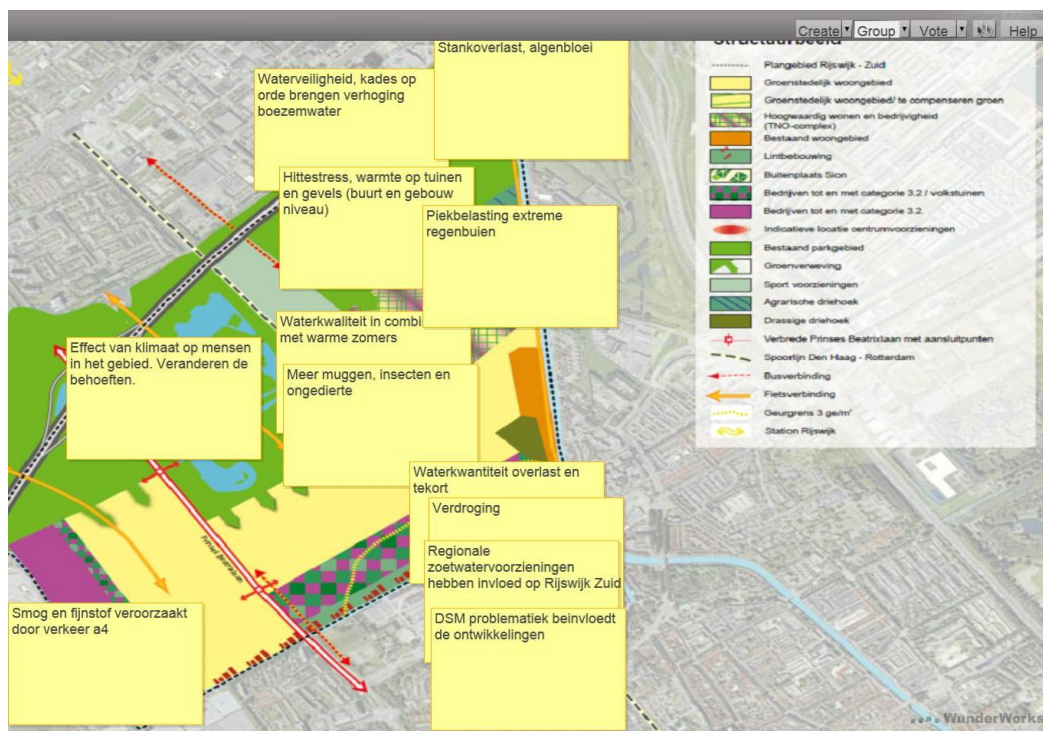 Create Group Vote Help
Structuurbeeld
Plangebied Rijswijk - Zuid
Groenstedelijk woongebied
Groenstedelijk woongebied/ te compenseren groen
Hoogwaardig wonen en bedrijvigheid
(TNO-complex)
Bestaand woongebied
Lintbebouwing
Buitenplaats Sion
Bedrijven tot en met categorie 3.2 / volkstuinen
Bedrijven tot en met categorie 3.2.
Indicatieve locatie centrumvoorzieningen
Bestaand parkgebied
Groenverweving
Sport voorzieningen
Agrarische driehoek
Drassige driehoek
Verbrede Prinses Beatrixlaan met aansluitpunten
Spoorlijn Den Haag - Rotterdam
Busverbinding
Fietsverbinding
Geurgrens 3 ge/m³
Station Rijswijk
Stankoverlast, algenbloei
Waterveiligheid, kades op
orde brengen verhoging
boezemwater
Hittestress, warmte op tuinen
en gevels (buurt en gebouw
niveau)
Piekbelasting extreme
regenbuien
Waterkwaliteit in combi
met warme zomers
Effect van klimaat op mensen
in het gebied. Veranderen de
behoeften.
Meer muggen, insecten en
ongedierte
Waterkwantiteit overlast en
tekort
Verdroging
Regionale
zoetwatervoorzieningen
hebben invloed op Rijswijk Zuid
DSM problematiek beinvloedt
de ontwikkelingen
Smog en fijnstof veroorzaakt
door verkeer a4
WunderWorks